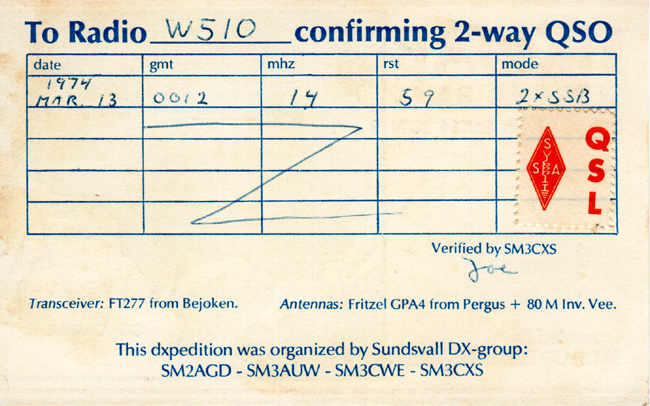 To Radio W5IO confirming 2-way QSO
date gmt mhz rst mode
1974 MAR. 13 0012 14 59 2xSSB
QSL
SSA
Verified by SM3CXS
Joe
Transceiver: FT277 from Bejoken. Antennas: Fritzel GPA4 from Pergus + 80 M Inv. Vee.
This dxpedition was organized by Sundsvall DX-group:
SM2AGD - SM3AUW - SM3CWE - SM3CXS